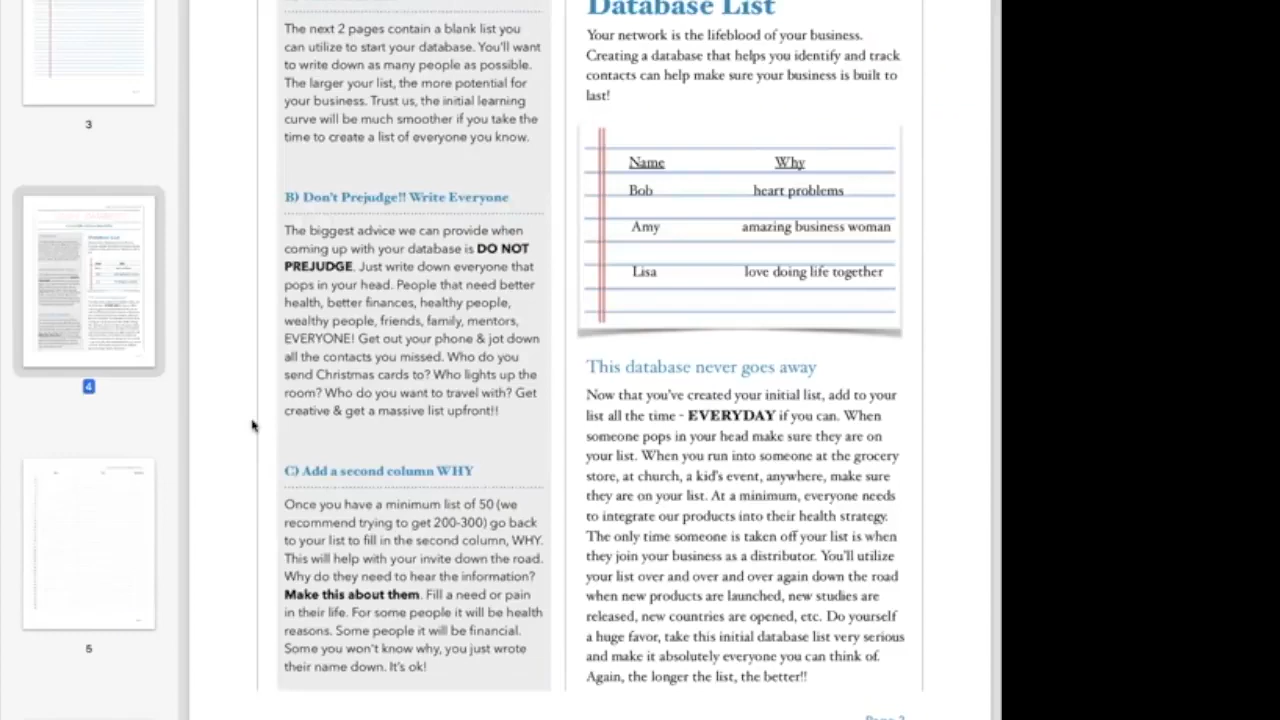 3
4
5
The next 2 pages contain a blank list you
can utilize to start your database. You'll want
to write down as many people as possible.
The larger your list, the more potential for
your business. Trust us, the initial learning
curve will be much smoother if you take the
time to create a list of everyone you know.
B) Don't Prejudge!! Write Everyone
The biggest advice we can provide when
coming up with your database is DO NOT
PREJUDGE. Just write down everyone that
pops in your head. People that need better
health, better finances, healthy people,
wealthy people, friends, family, mentors,
EVERYONE! Get out your phone & jot down
all the contacts you missed. Who do you
send Christmas cards to? Who lights up the
room? Who do you want to travel with? Get
creative & get a massive list upfront!!
C) Add a second column WHY
Once you have a minimum list of 50 (we
recommend trying to get 200-300) go back
to your list to fill in the second column, WHY.
This will help with your invite down the road.
Why do they need to hear the information?
Make this about them. Fill a need or pain
in their life. For some people it will be health
reasons. Some people it will be financial.
Some you won't know why, you just wrote
their name down. It's ok!
Database List
Your network is the lifeblood of your business.
Creating a database that helps you identify and track
contacts can help make sure your business is built to
last!
Name Why
Bob heart problems
Amy amazing business woman
Lisa love doing life together
This database never goes away
Now that you've created your initial list, add to your
list all the time - EVERYDAY if you can. When
someone pops in your head make sure they are on
your list. When you run into someone at the grocery
store, at church, a kid's event, anywhere, make sure
they are on your list. At a minimum, everyone needs
to integrate our products into their health strategy.
The only time someone is taken off your list is when
they join your business as a distributor. You'll utilize
your list over and over and over again down the road
when new products are launched, new studies are
released, new countries are opened, etc. Do yourself
a huge favor, take this initial database list very serious
and make it absolutely everyone you can think of.
Again, the longer the list, the better!!